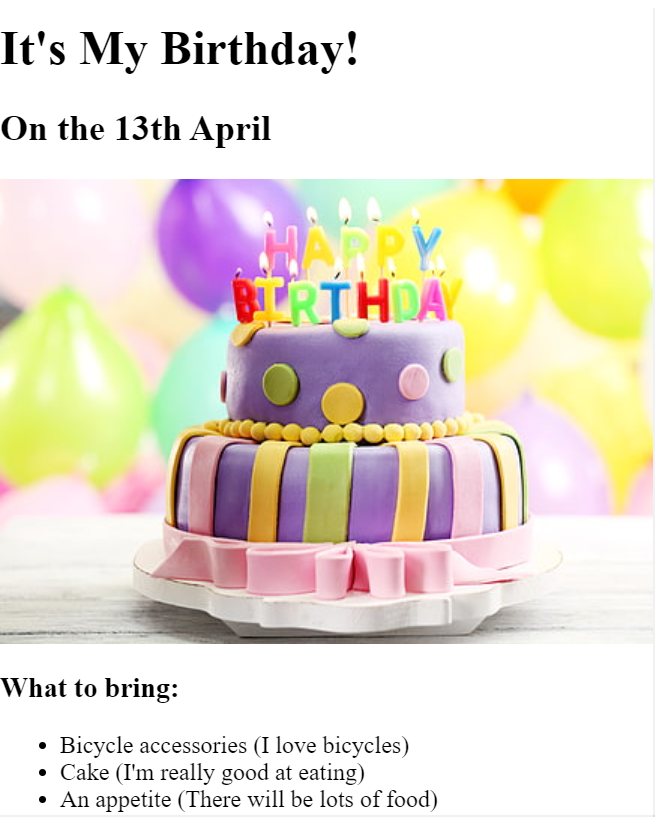 It's My Birthday!
On the 13th April
HAPPY
BIRTHDAY
What to bring:
Bicycle accessories (I love bicycles)
Cake (I'm really good at eating)
An appetite (There will be lots of food)